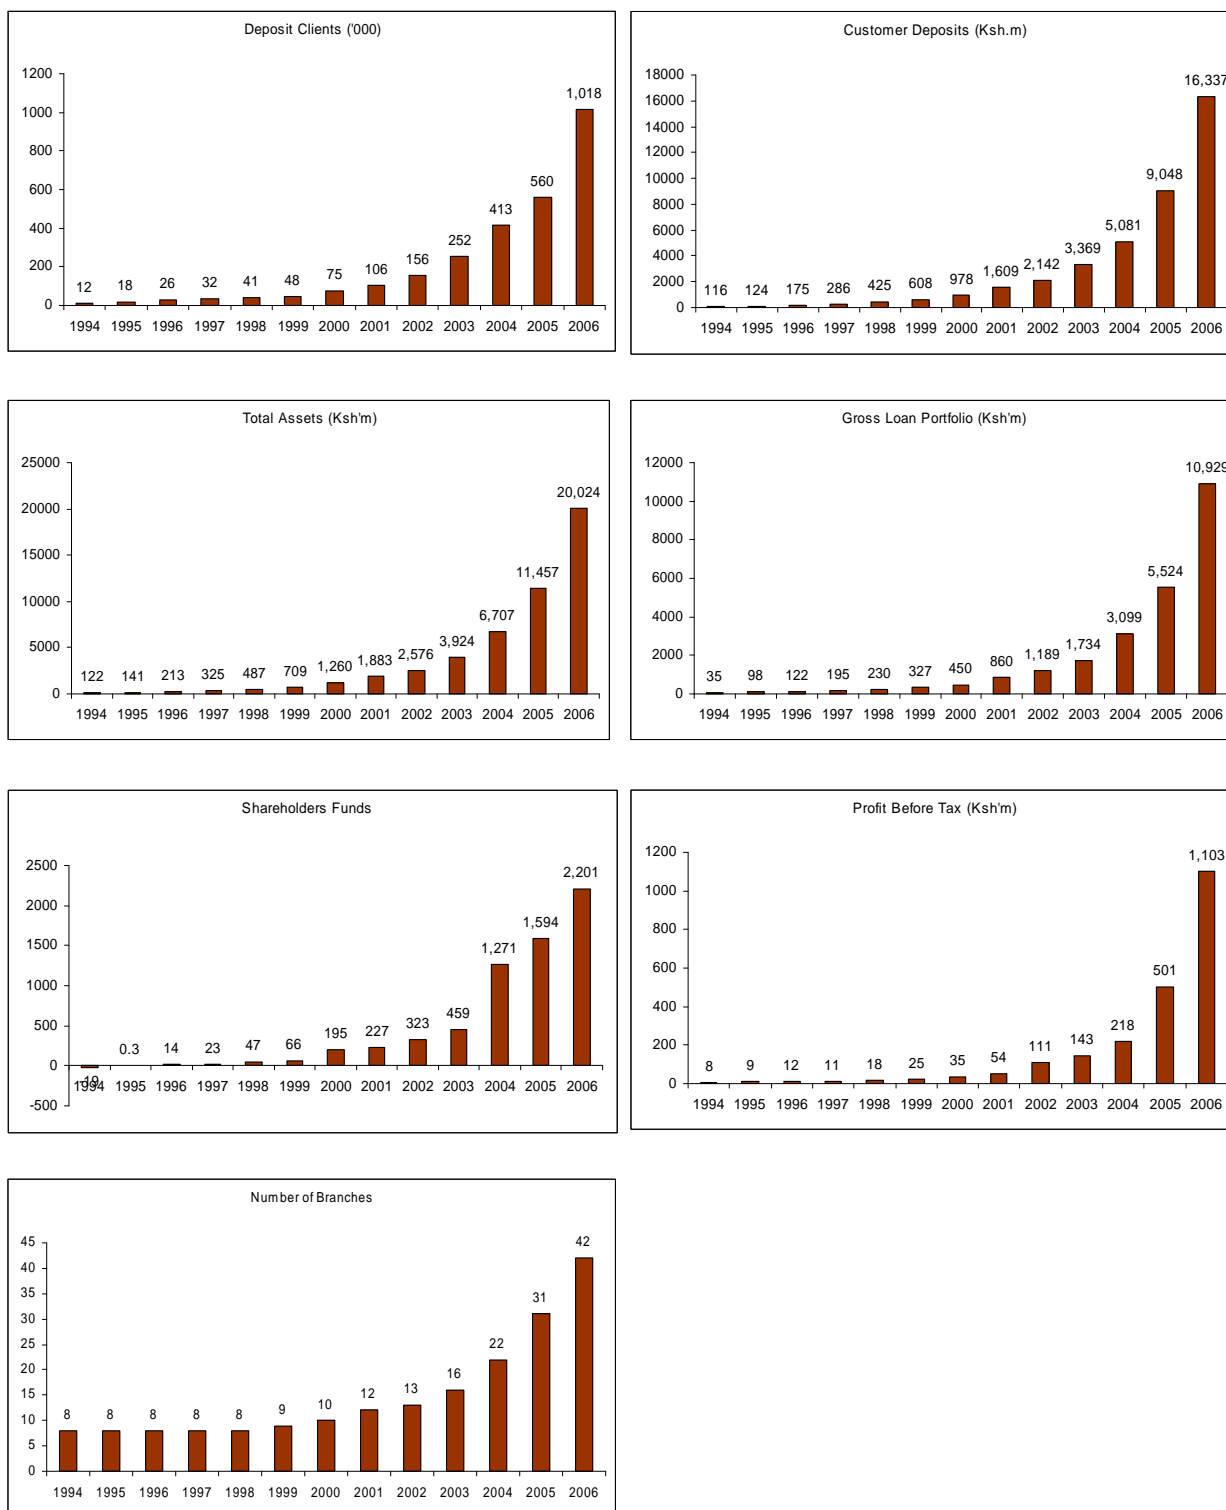 Deposit Clients ('000)
1200
1000
800
600
400
200
0
12 18 26 32 41 48 75 106 156 252 413 560 1,018
1994 1995 1996 1997 1998 1999 2000 2001 2002 2003 2004 2005 2006
Customer Deposits (Ksh.m)
18000
16000
14000
12000
10000
8000
6000
4000
2000
0
116 124 175 286 425 608 978 1,609 2,142 3,369 5,081 9,048 16,337
1994 1995 1996 1997 1998 1999 2000 2001 2002 2003 2004 2005 2006
Total Assets (Ksh'm)
25000
20000
15000
10000
5000
0
122 141 213 325 487 709 1,260 1,883 2,576 3,924 6,707 11,457 20,024
1994 1995 1996 1997 1998 1999 2000 2001 2002 2003 2004 2005 2006
Gross Loan Portfolio (Ksh'm)
12000
10000
8000
6000
4000
2000
0
35 98 122 195 230 327 450 860 1,189 1,734 3,099 5,524 10,929
1994 1995 1996 1997 1998 1999 2000 2001 2002 2003 2004 2005 2006
Shareholders Funds
2500
2000
1500
1000
500
0
-500
-19 0.3 14 23 47 66 195 227 323 459 1,271 1,594 2,201
1994 1995 1996 1997 1998 1999 2000 2001 2002 2003 2004 2005 2006
Profit Before Tax (Ksh'm)
1200
1000
800
600
400
200
0
8 9 12 11 18 25 35 54 111 143 218 501 1,103
1994 1995 1996 1997 1998 1999 2000 2001 2002 2003 2004 2005 2006
Number of Branches
45
40
35
30
25
20
15
10
5
0
8 8 8 8 8 9 10 12 13 16 22 31 42
1994 1995 1996 1997 1998 1999 2000 2001 2002 2003 2004 2005 2006